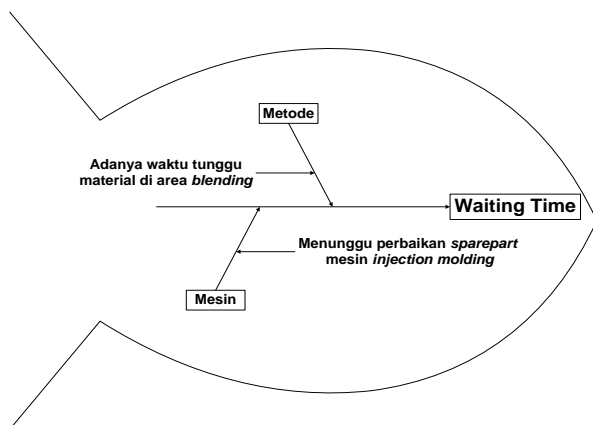 Metode
Adanya waktu tunggu
material di area blending
Waiting Time
Menunggu perbaikan sparepart
mesin injection molding
Mesin